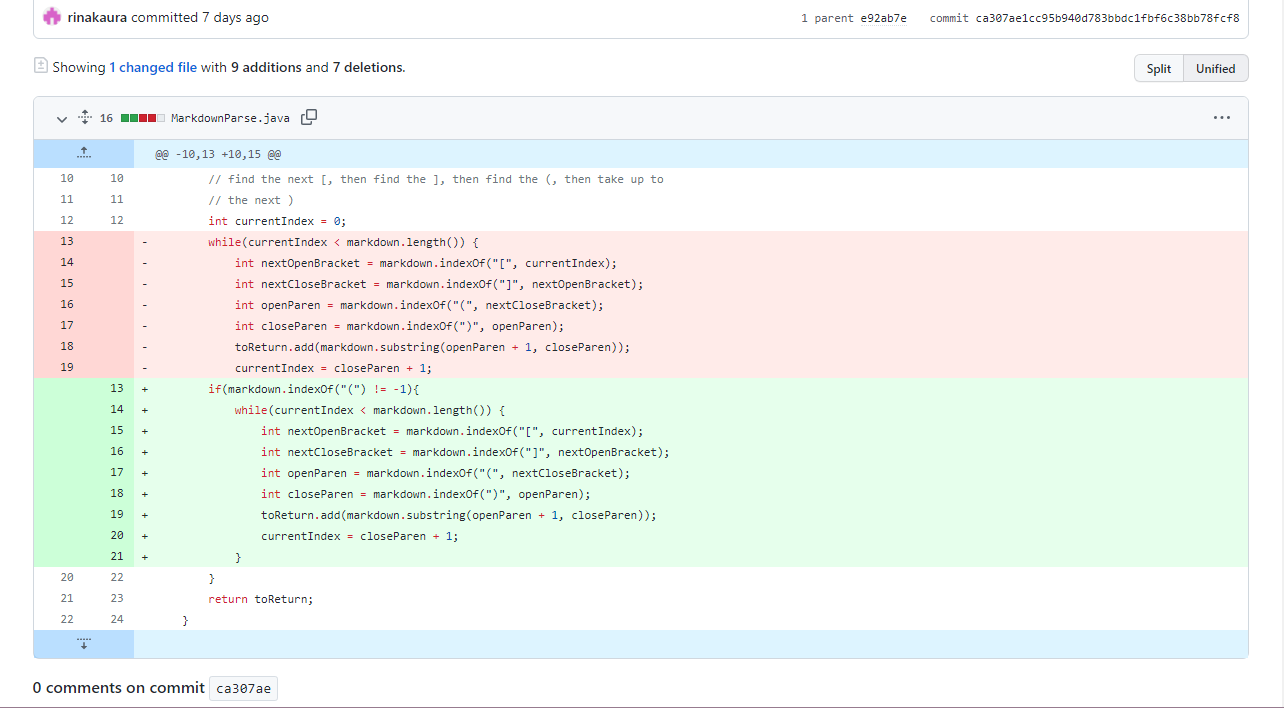 rinakaura committed 7 days ago 1 parent e92ab7e commit ca307ae1cc95b940d783bbdc1fbf6c38bb78fcf8
Showing 1 changed file with 9 additions and 7 deletions.
Split Unified
16 MarkdownParse.java
@@ -10,13 +10,15 @@
10 10 // find the next [, then find the ], then find the (, then take up to
11 11 // the next )
12 12 int currentIndex = 0;
13 - while(currentIndex < markdown.length()) {
14 - int nextOpenBracket = markdown.indexOf("[", currentIndex);
15 - int nextCloseBracket = markdown.indexOf("]", nextOpenBracket);
16 - int openParen = markdown.indexOf("(", nextCloseBracket);
17 - int closeParen = markdown.indexOf(")", openParen);
18 - toReturn.add(markdown.substring(openParen + 1, closeParen));
19 - currentIndex = closeParen + 1;
13 + if(markdown.indexOf("(") != -1){
14 + while(currentIndex < markdown.length()) {
15 + int nextOpenBracket = markdown.indexOf("[", currentIndex);
16 + int nextCloseBracket = markdown.indexOf("]", nextOpenBracket);
17 + int openParen = markdown.indexOf("(", nextCloseBracket);
18 + int closeParen = markdown.indexOf(")", openParen);
19 + toReturn.add(markdown.substring(openParen + 1, closeParen));
20 + currentIndex = closeParen + 1;
21 + }
20 22 }
21 23 return toReturn;
22 24 }
0 comments on commit ca307ae